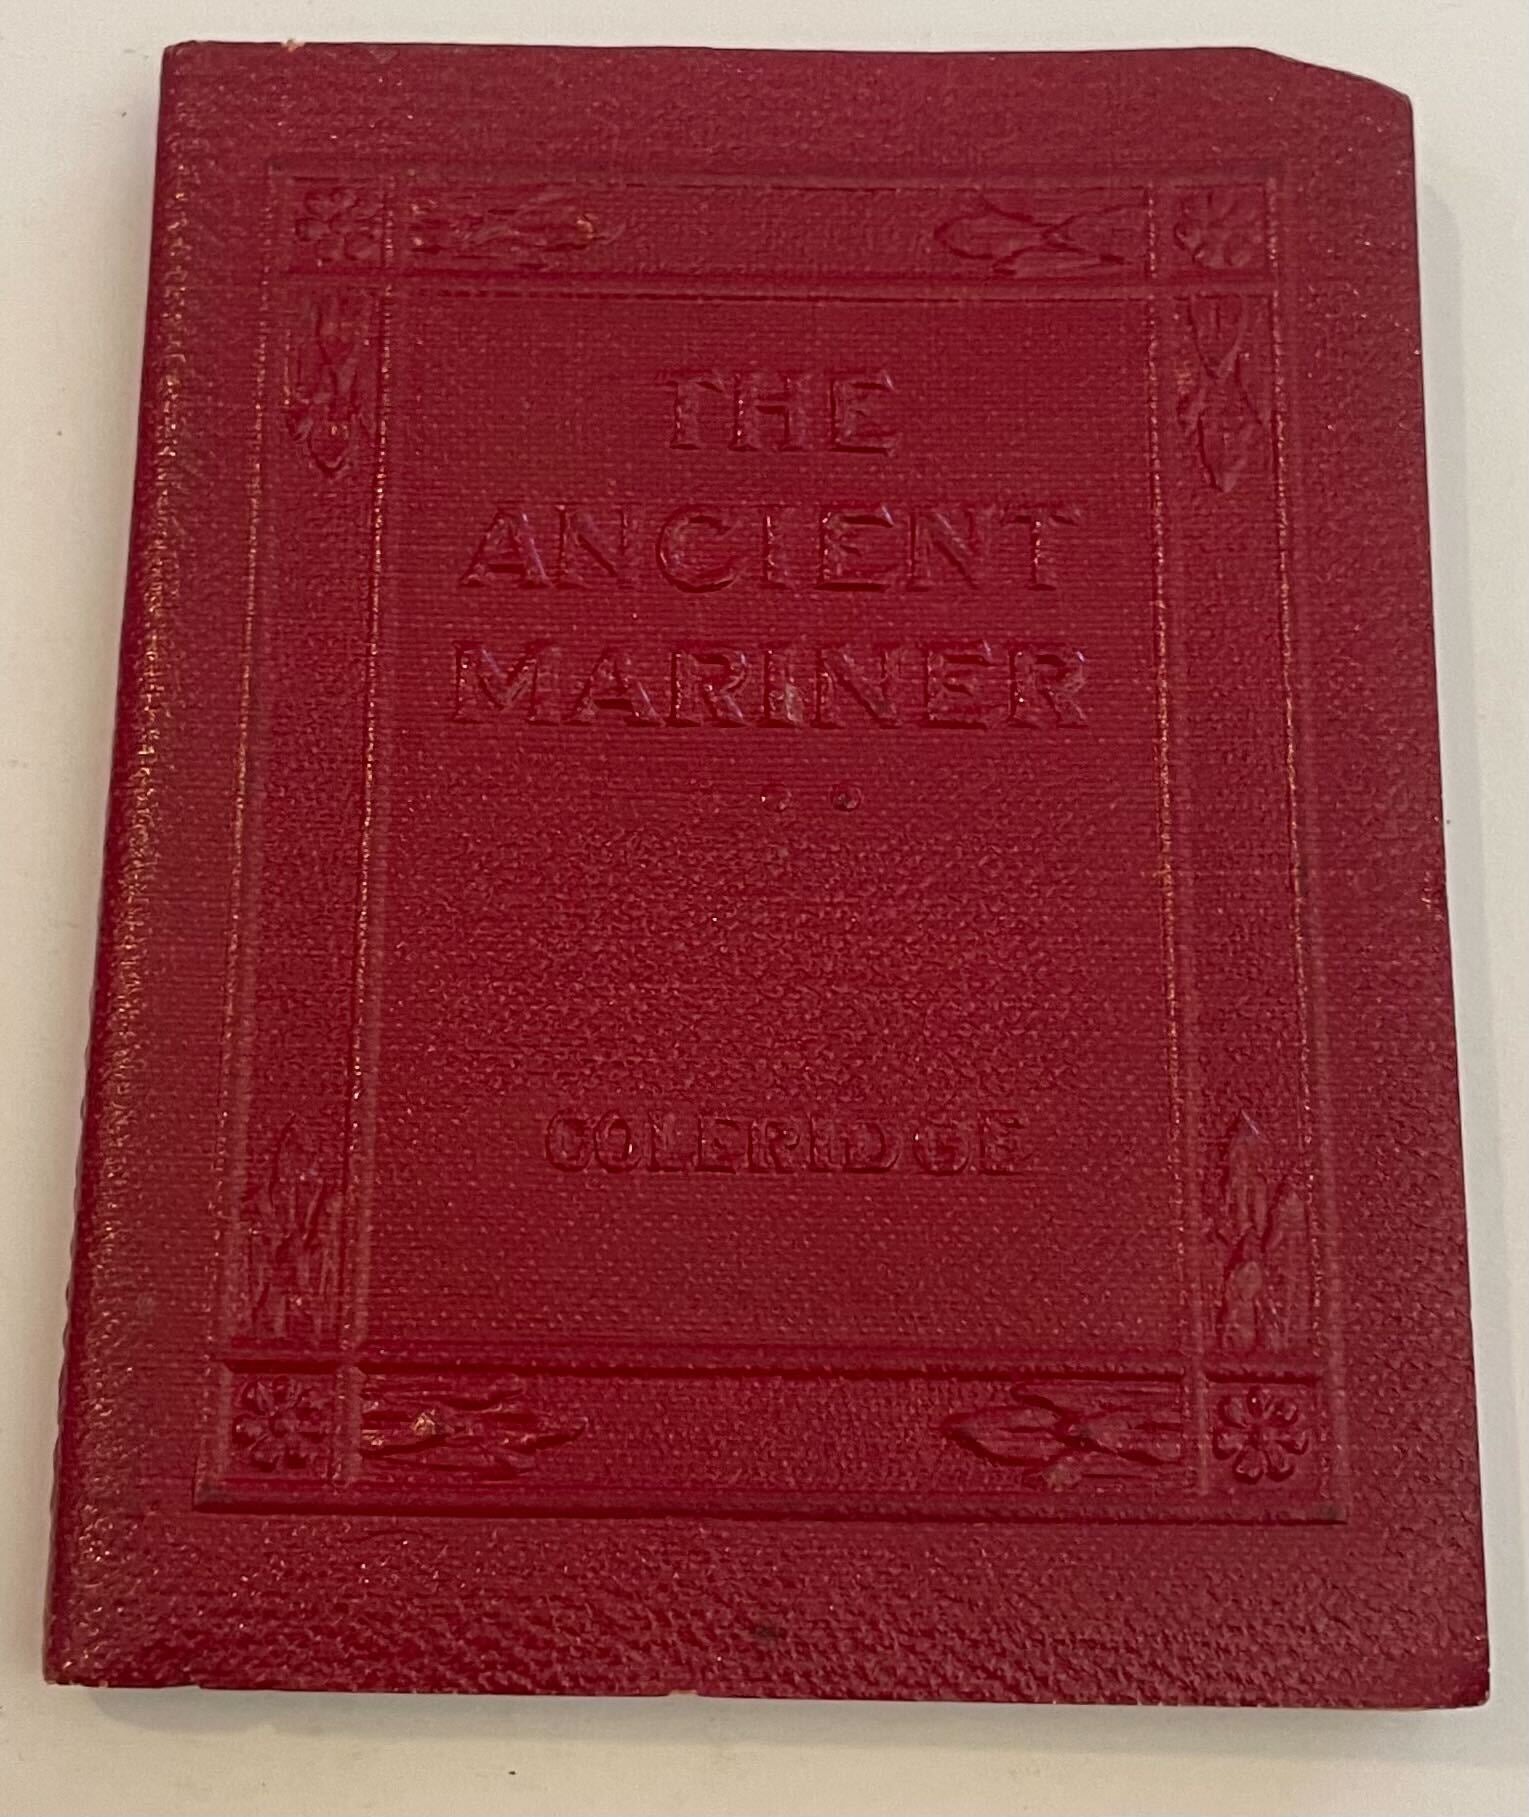 THE
ANCIENT
MARINER
COLERIDGE